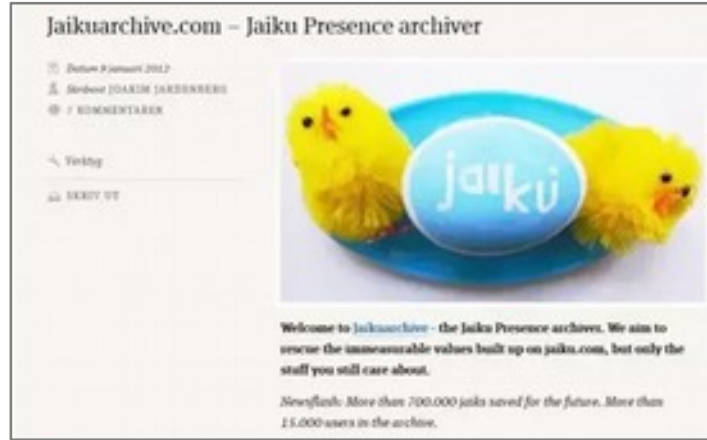 Jaikuarchive.com – Jaiku Presence archiver
Datum 9 januari 2012
Skribent JOAKIM JARDENBERG
7 KOMMENTARER
Verktyg
SKRIV UT
jaiku
Welcome to Jaikuarchive - the Jaiku Presence archiver. We aim to
rescue the immeasurable values built up on jaiku.com, but only the
stuff you still care about.
Newsflash: More than 700.000 jaiks saved for the future. More than
15.000 users in the archive.